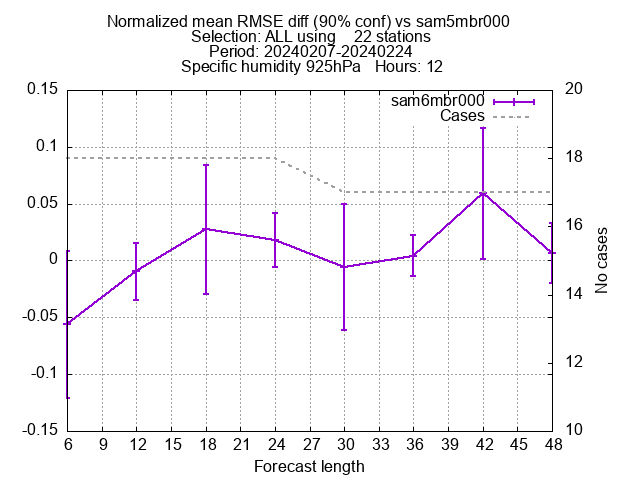 Normalized mean RMSE diff (90% conf) vs sam5mbr000
Selection: ALL using    22 stations
Period: 20240207-20240224
Specific humidity 925hPa   Hours: 12
sam6mbr000
Cases
0.15
0.1
0.05
0
-0.05
-0.1
-0.15
20
18
16
14
12
10
No cases
6 9 12 15 18 21 24 27 30 33 36 39 42 45 48
Forecast length